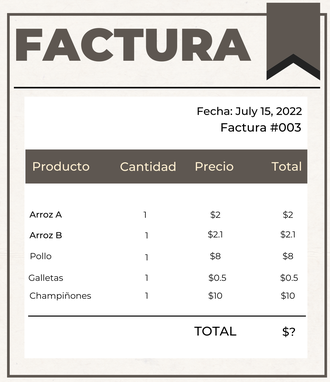 FACTURA
Fecha: July 15, 2022
Factura #003
Producto Cantidad Precio Total
Arroz A 1 $2 $2
Arroz B 1 $2.1 $2.1
Pollo 1 $8 $8
Galletas 1 $0.5 $0.5
Champiñones 1 $10 $10
TOTAL $?